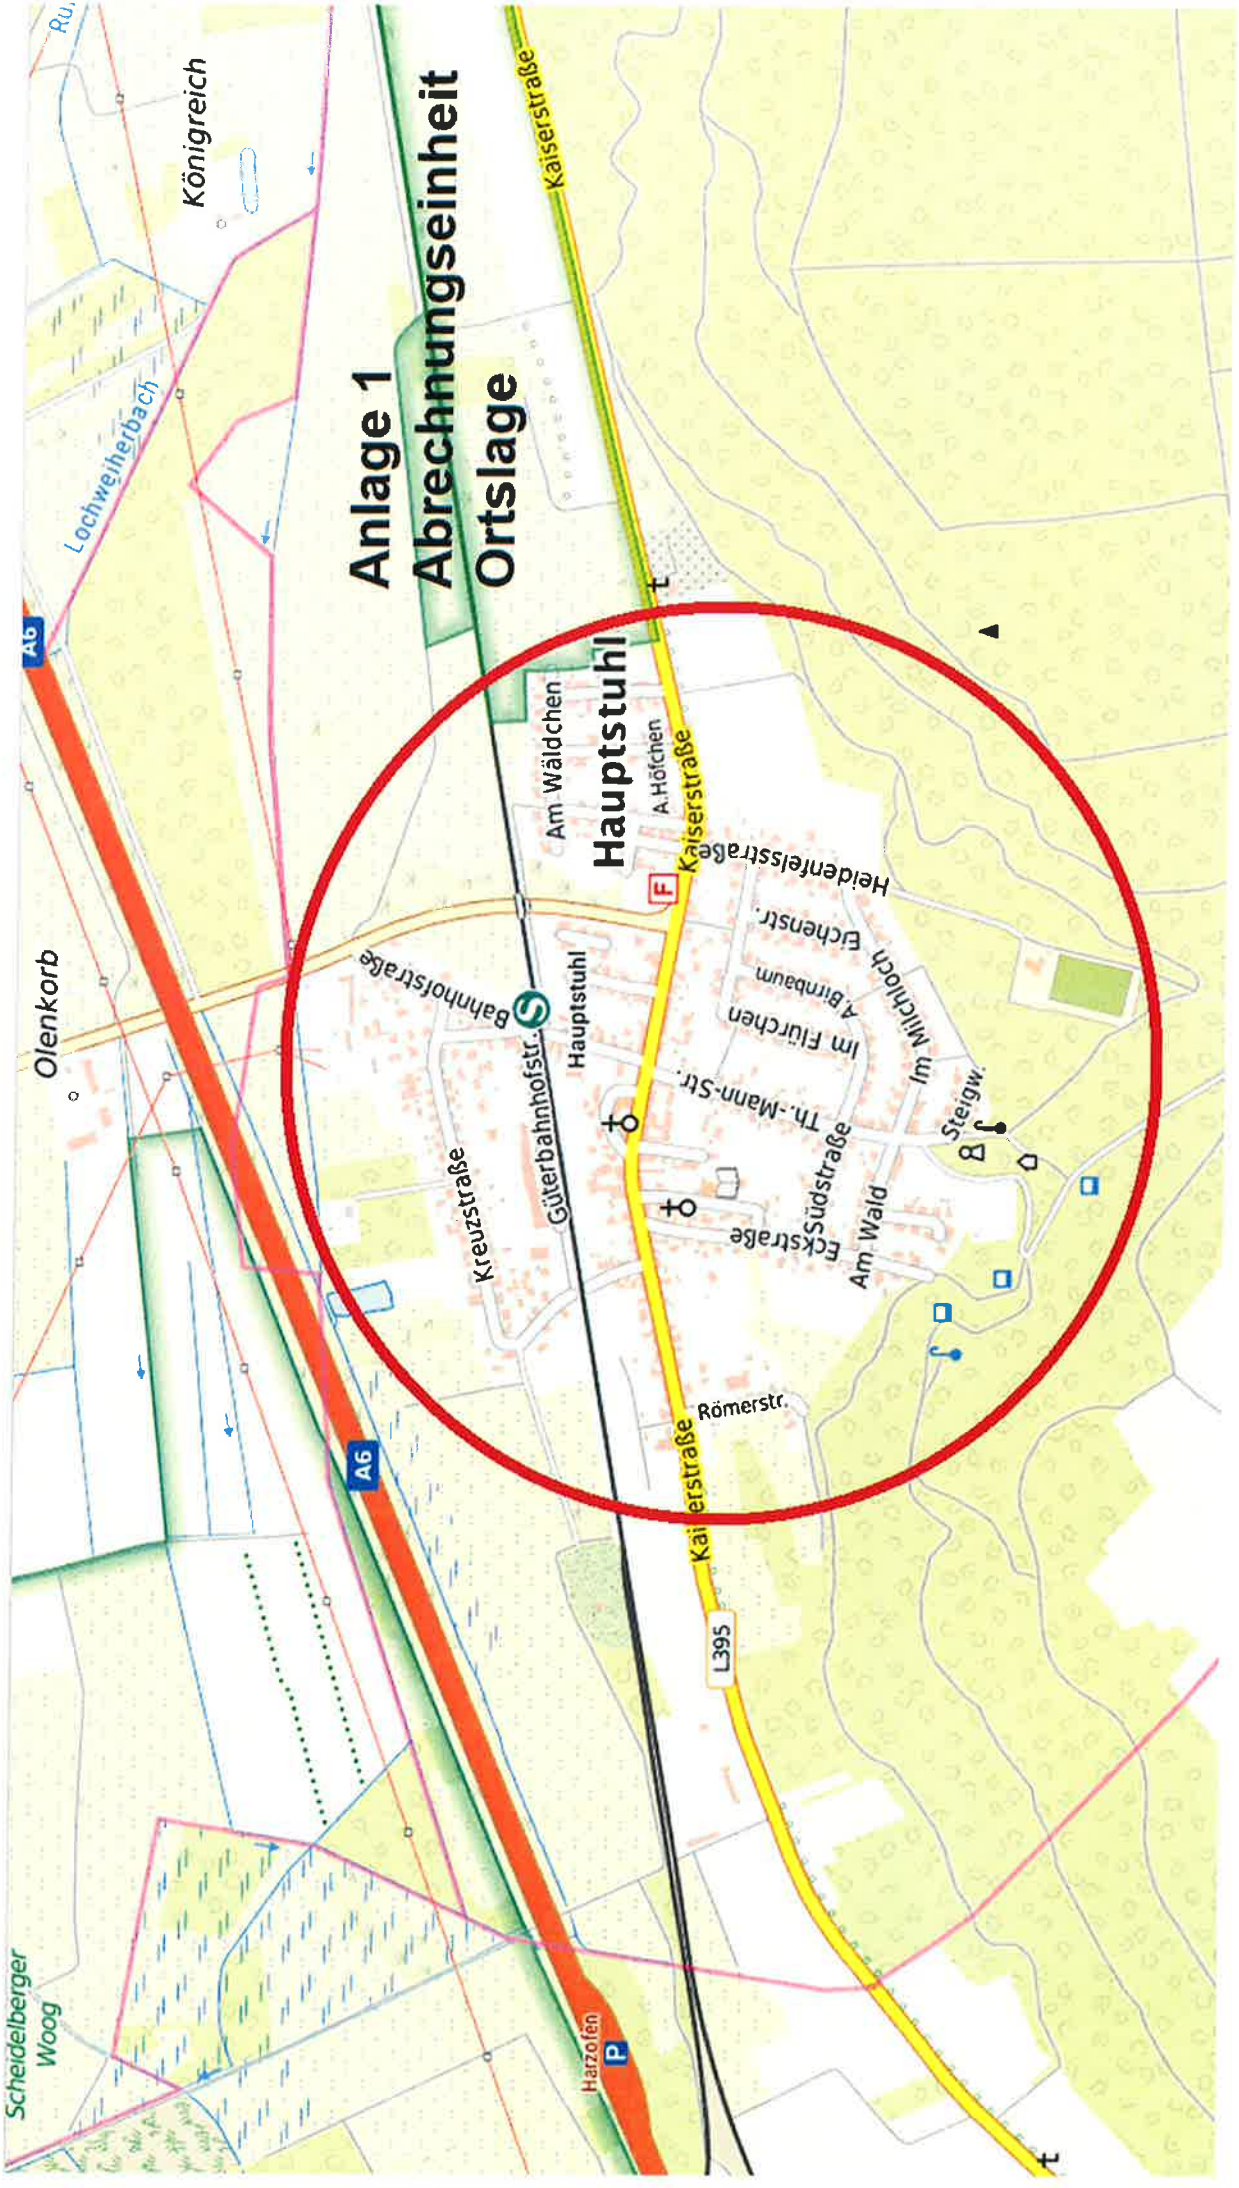 Scheidelberger
Woog
Olenkorb
Königreich
Lochweiherbach
A6
A6
Harzofen
P
Anlage 1
Abrechnungseinheit
Ortslage
Hauptstuhl
Kaiserstraße
Kaiserstraße
Kaiserstraße
L395
Bahnhofstraße
S
Hauptstuhl
Güterbahnhofstr.
Kreuzstraße
Am Wäldchen
A.Höfchen
F
Heidenfelsstraße
Eichenstr.
A. Birnbaum
Im Flürchen
Im Milchloch
Th.-Mann-Str.
Steigw.
Südstraße
Eckstraße
Am Wald
Römerstr.